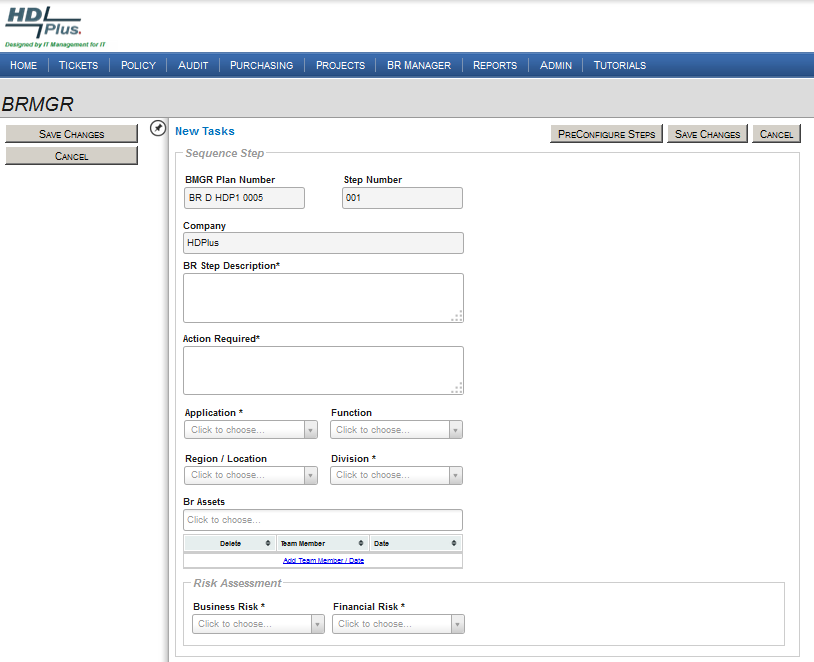 HDPlus.
Designed by IT Management for IT
HOME TICKETS POLICY AUDIT PURCHASING PROJECTS BR MANAGER REPORTS ADMIN TUTORIALS
BRMGR
SAVE CHANGES
CANCEL
New Tasks
PRECONFIGURE STEPS SAVE CHANGES CANCEL
Sequence Step
BMGR Plan Number Step Number
BR D HDP1 0005 001
Company
HDPlus
BR Step Description*
Action Required*
Application * Function
Click to choose... Click to choose...
Region / Location Division *
Click to choose... Click to choose...
Br Assets
Click to choose...
Delete Team Member Date
Add Team Member / Date
Risk Assessment
Business Risk * Financial Risk *
Click to choose... Click to choose...